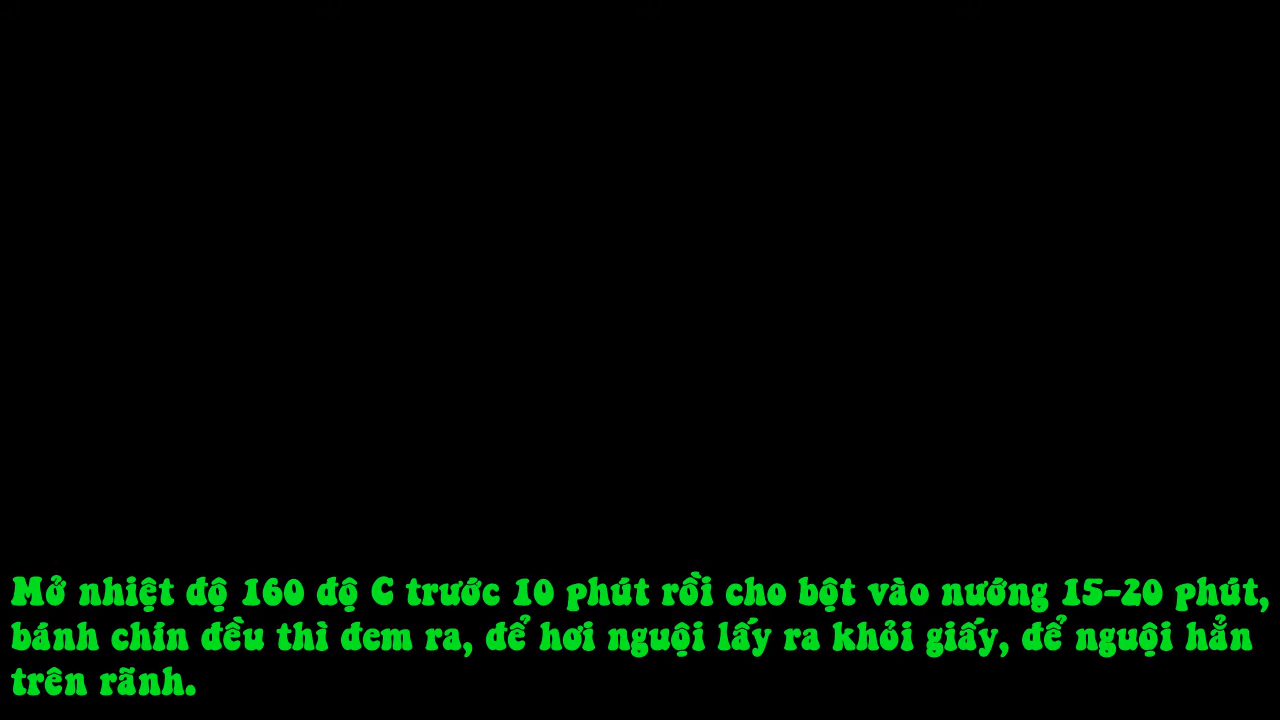 Mở nhiệt độ 160 độ C trước 10 phút rồi cho bột vào nướng 15-20 phút,
bánh chín đều thì đem ra, để hơi nguội lấy ra khỏi giấy, để nguội hẳn
trên rãnh.